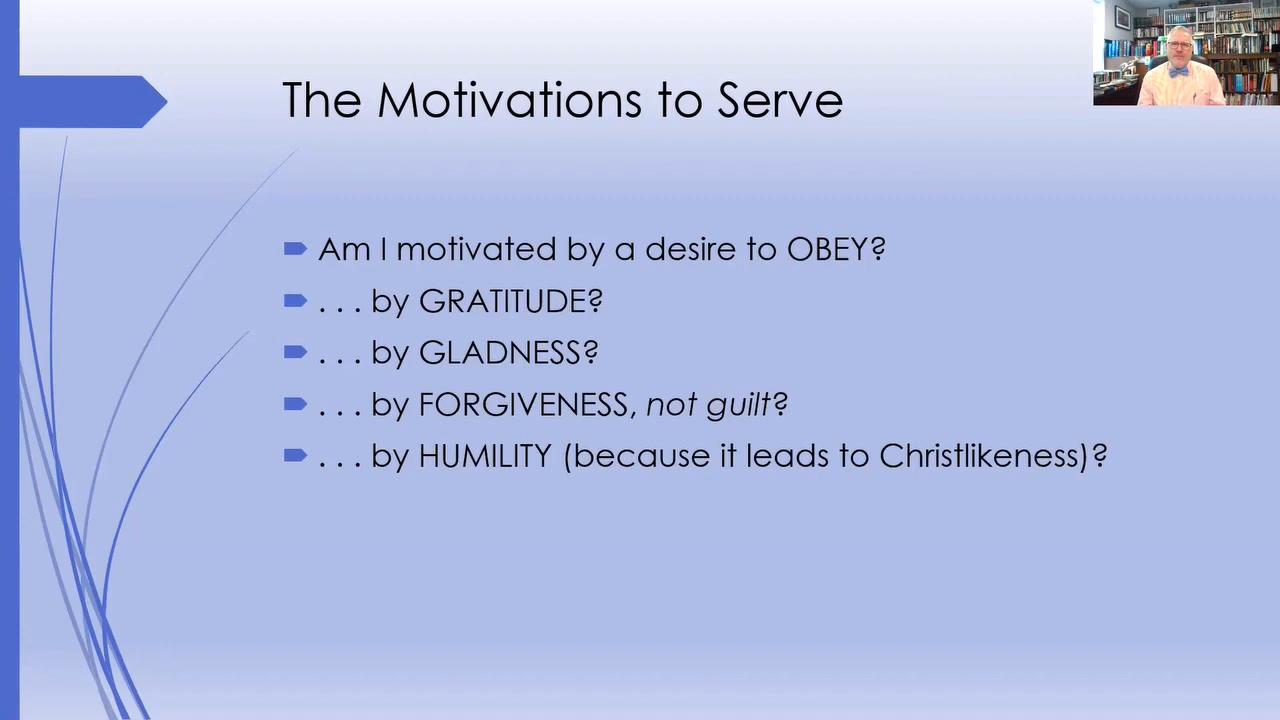 The Motivations to Serve
Am I motivated by a desire to OBEY?
. . . by GRATITUDE?
. . . by GLADNESS?
. . . by FORGIVENESS, not guilt?
. . . by HUMILITY (because it leads to Christlikeness)?